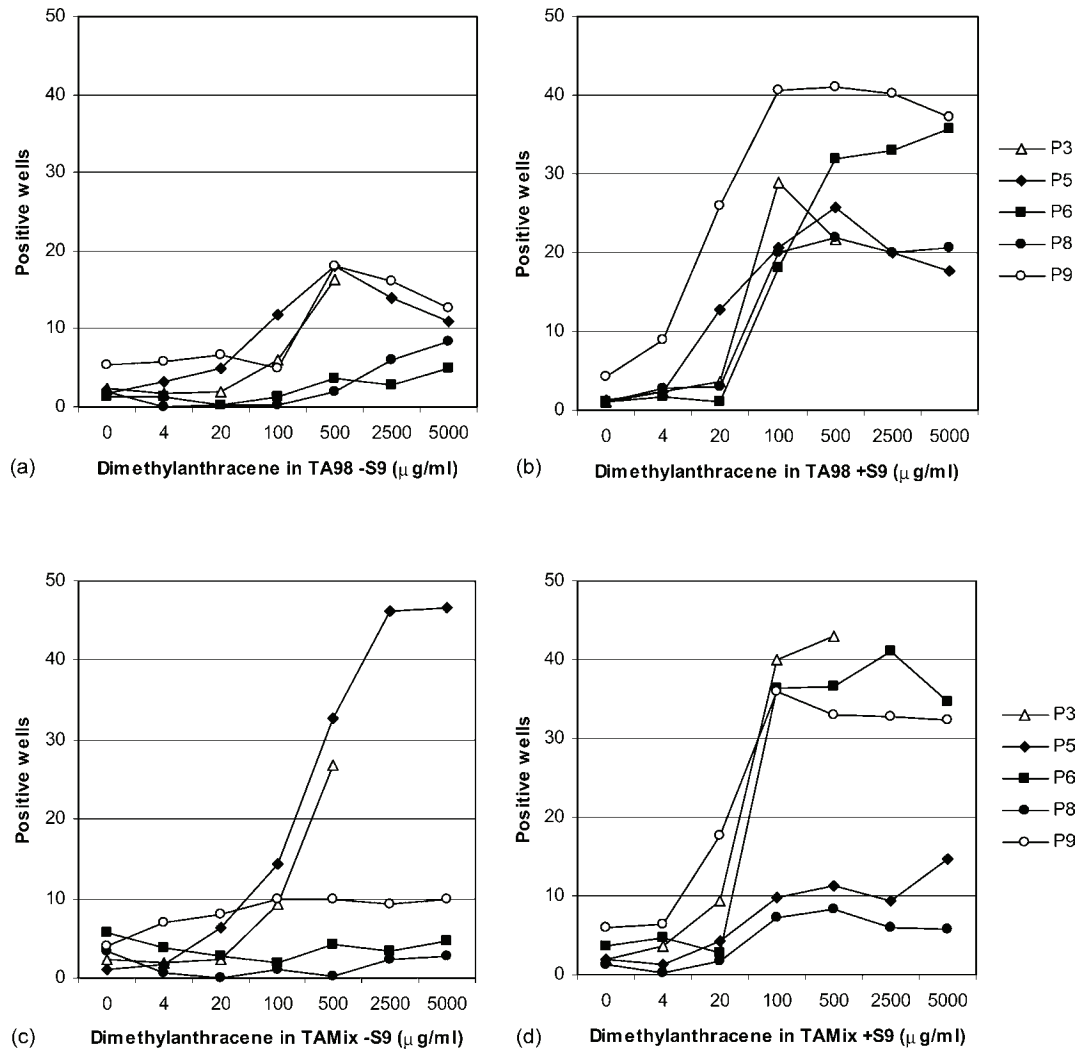 50
40
30
20
10
0
Positive wells
0 4 20 100 500 2500 5000
(a) Dimethylanthracene in TA98 -S9 (μ g/ml)
50
40
30
20
10
0
Positive wells
0 4 20 100 500 2500 5000
(b) Dimethylanthracene in TA98 +S9 (μ g/ml)
P3
P5
P6
P8
P9
50
40
30
20
10
0
Positive wells
0 4 20 100 500 2500 5000
(c) Dimethylanthracene in TAMix -S9 (μ g/ml)
50
40
30
20
10
0
Positive wells
0 4 20 100 500 2500 5000
(d) Dimethylanthracene in TAMix +S9 (μ g/ml)
P3
P5
P6
P8
P9